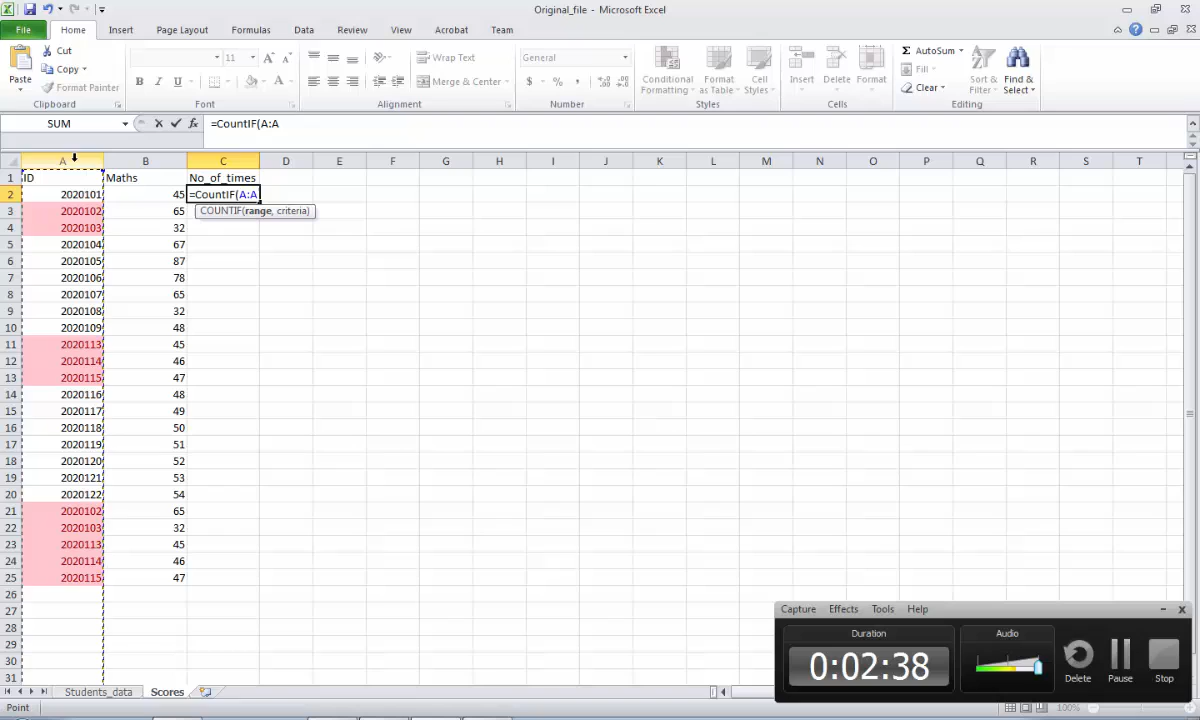 Original_file - Microsoft Excel
File Home Insert Page Layout Formulas Data Review View Acrobat Team
Paste
Cut
Copy
Format Painter
Clipboard
11
A A
B I U
A
Font
Wrap Text
Merge & Center
Alignment
General
$ % ,
Number
Conditional Formatting
Format as Table
Cell Styles
Styles
Insert Delete Format
Cells
Σ AutoSum
Fill
Clear
Sort & Filter
Find & Select
Editing
SUM fx =CountIF(A:A
A B C D E F G H I J K L M N O P Q R S T
1 ID Maths No_of_times
2 2020101 45 =CountIF(A:A
3 2020102 65 COUNTIF(range, criteria)
4 2020103 32
5 2020104 67
6 2020105 87
7 2020106 78
8 2020107 65
9 2020108 32
10 2020109 48
11 2020113 45
12 2020114 46
13 2020115 47
14 2020116 48
15 2020117 49
16 2020118 50
17 2020119 51
18 2020120 52
19 2020121 53
20 2020122 54
21 2020102 65
22 2020103 32
23 2020113 45
24 2020114 46
25 2020115 47
26
27
28
29
30
31
Capture Effects Tools Help
Duration
0:02:38
Audio
Delete Pause Stop
Students_data Scores
Point 100%